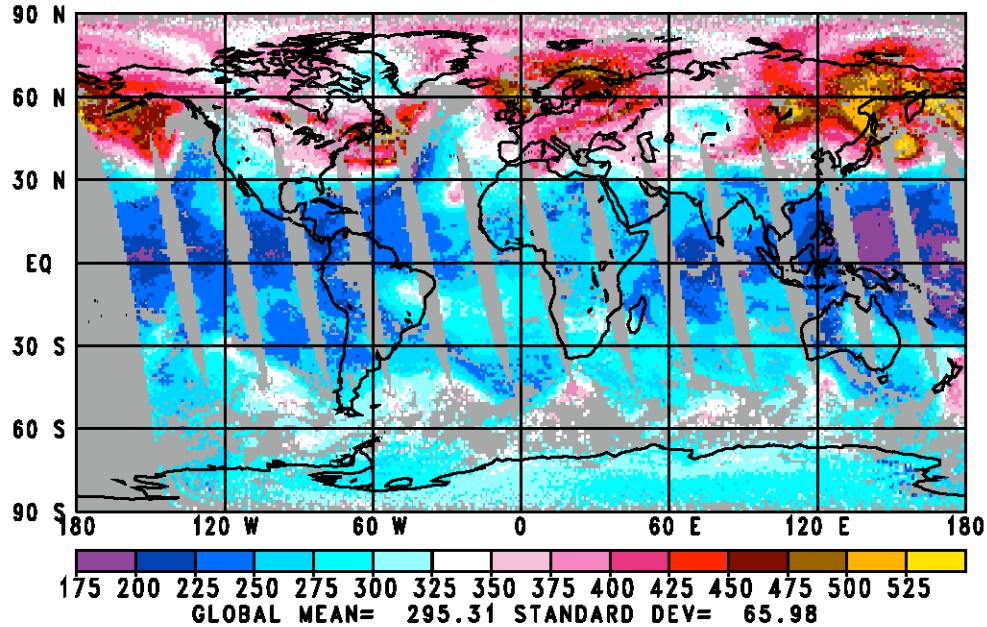 90 N
60 N
30 N
EQ
30 S
60 S
90 S
180 120 W 60 W 0 60 E 120 E 180
175 200 225 250 275 300 325 350 375 400 425 450 475 500 525
GLOBAL MEAN= 295.31 STANDARD DEV= 65.98